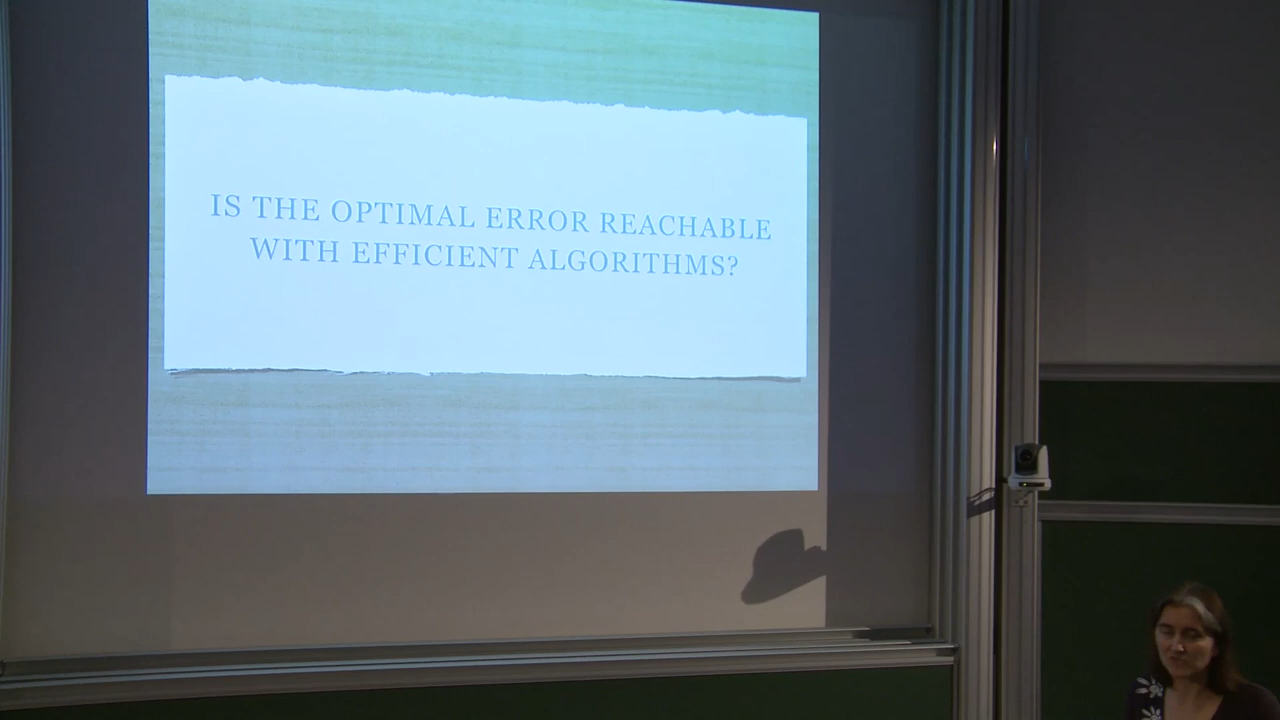 IS THE OPTIMAL ERROR REACHABLE
WITH EFFICIENT ALGORITHMS?